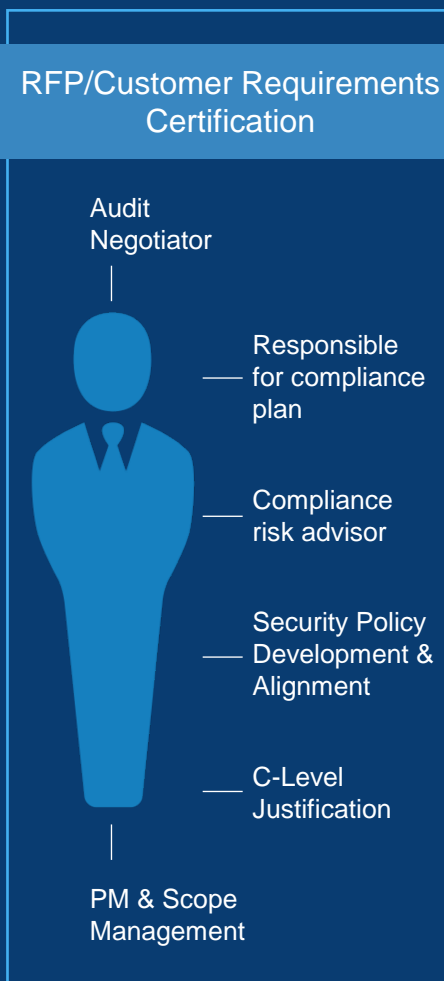 RFP/Customer Requirements
Certification
Audit
Negotiator
Responsible
for compliance
plan
Compliance
risk advisor
Security Policy
Development &
Alignment
C-Level
Justification
PM & Scope
Management